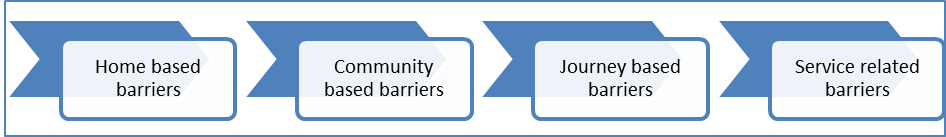 Home based
barriers
Community
based barriers
Journey based
barriers
Service related
barriers